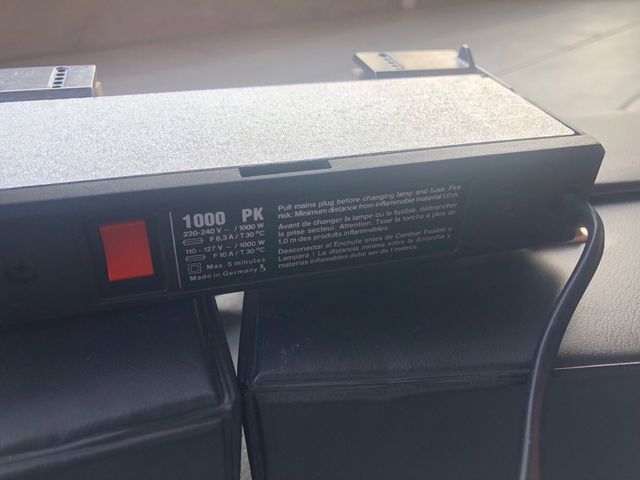 1000 PK
220-240 V ~ / 1000 W
F 6,3 A / T 30 °C
110 - 127 V ~ / 1000 W
F 10 A / T 30 °C
Max. 5 minutes
Made in Germany
Pull mains plug before changing lamp and fuse. Fire
risk: Minimum distance from inflammable material 1,0 m.
Avant de changer la lampe ou le fusible, débrancher
la prise secteur. Attention: Tenir la torche á plus de
1,0 m des produits inflammables.
Desconectar el Enchufe antes de Cambiar Fusible o
Lampara ! La distancia minima entre la Antorcha y
materias inflamables debe ser de 1 metros.